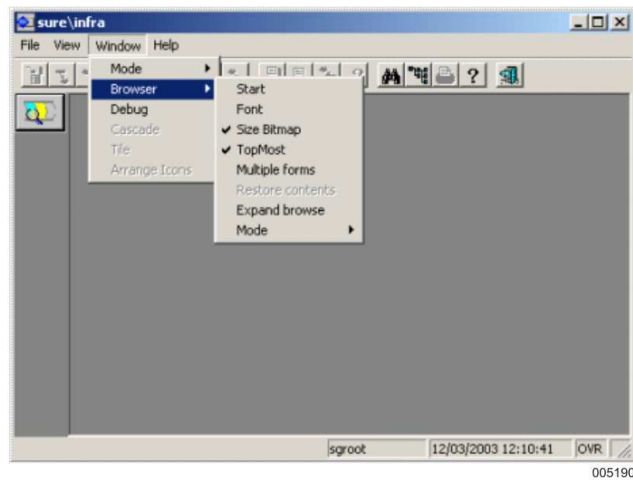 sure\infra
File View Window Help
Mode
Browser
Debug
Cascade
Tile
Arrange Icons
Start
Font
Size Bitmap
TopMost
Multiple forms
Restore contents
Expand browse
Mode
?
sgroot 12/03/2003 12:10:41 OVR
005190